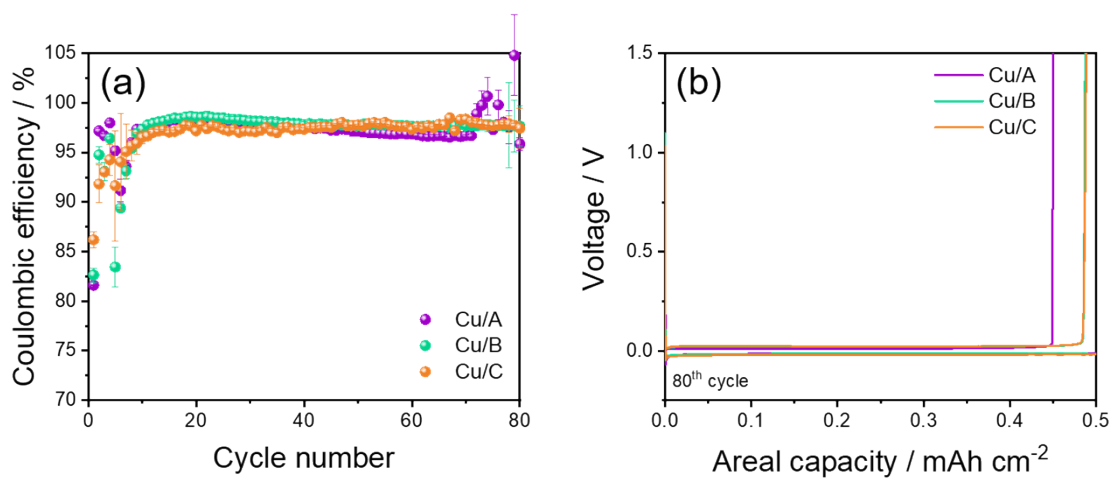 (a)
Coulombic efficiency / %
105
100
95
90
85
80
75
70
0
20
40
60
80
Cycle number
Cu/A
Cu/B
Cu/C
(b)
Voltage / V
1.5
1.0
0.5
0.0
0.0
0.1
0.2
0.3
0.4
0.5
Areal capacity / mAh cm⁻²
Cu/A
Cu/B
Cu/C
80ᵗʰ cycle